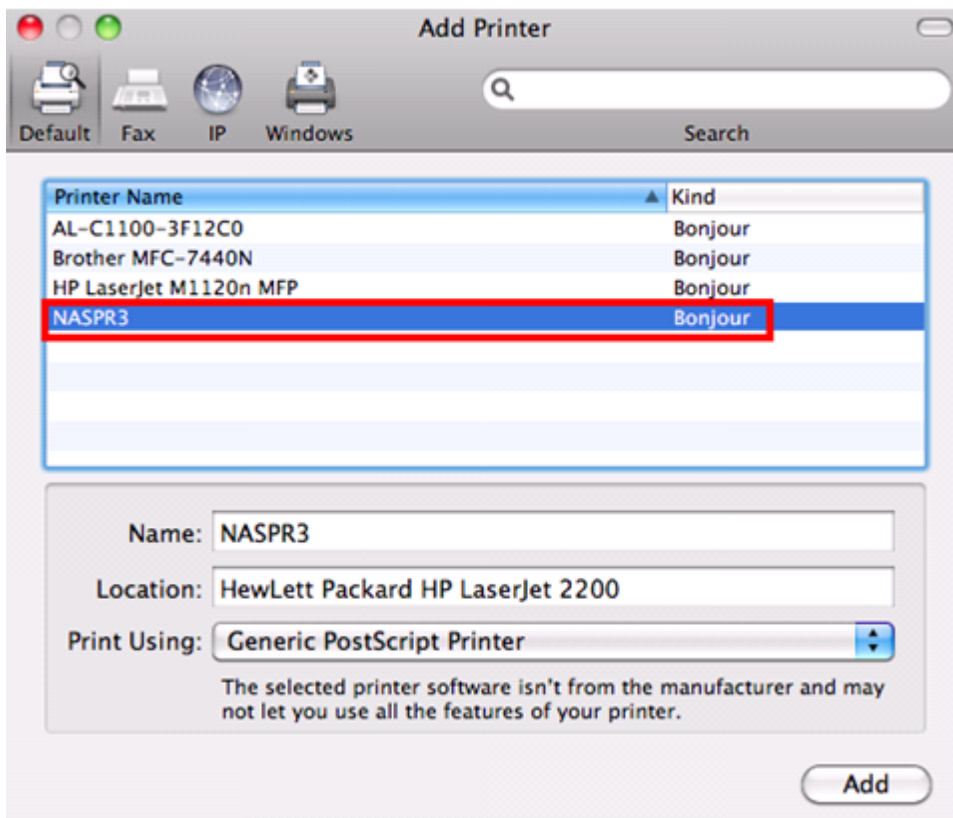 Add Printer
Default Fax IP Windows Search
Printer Name Kind
AL-C1100-3F12C0 Bonjour
Brother MFC-7440N Bonjour
HP LaserJet M1120n MFP Bonjour
NASPR3 Bonjour
Name: NASPR3
Location: HewLett Packard HP LaserJet 2200
Print Using: Generic PostScript Printer
The selected printer software isn't from the manufacturer and may
not let you use all the features of your printer.
Add